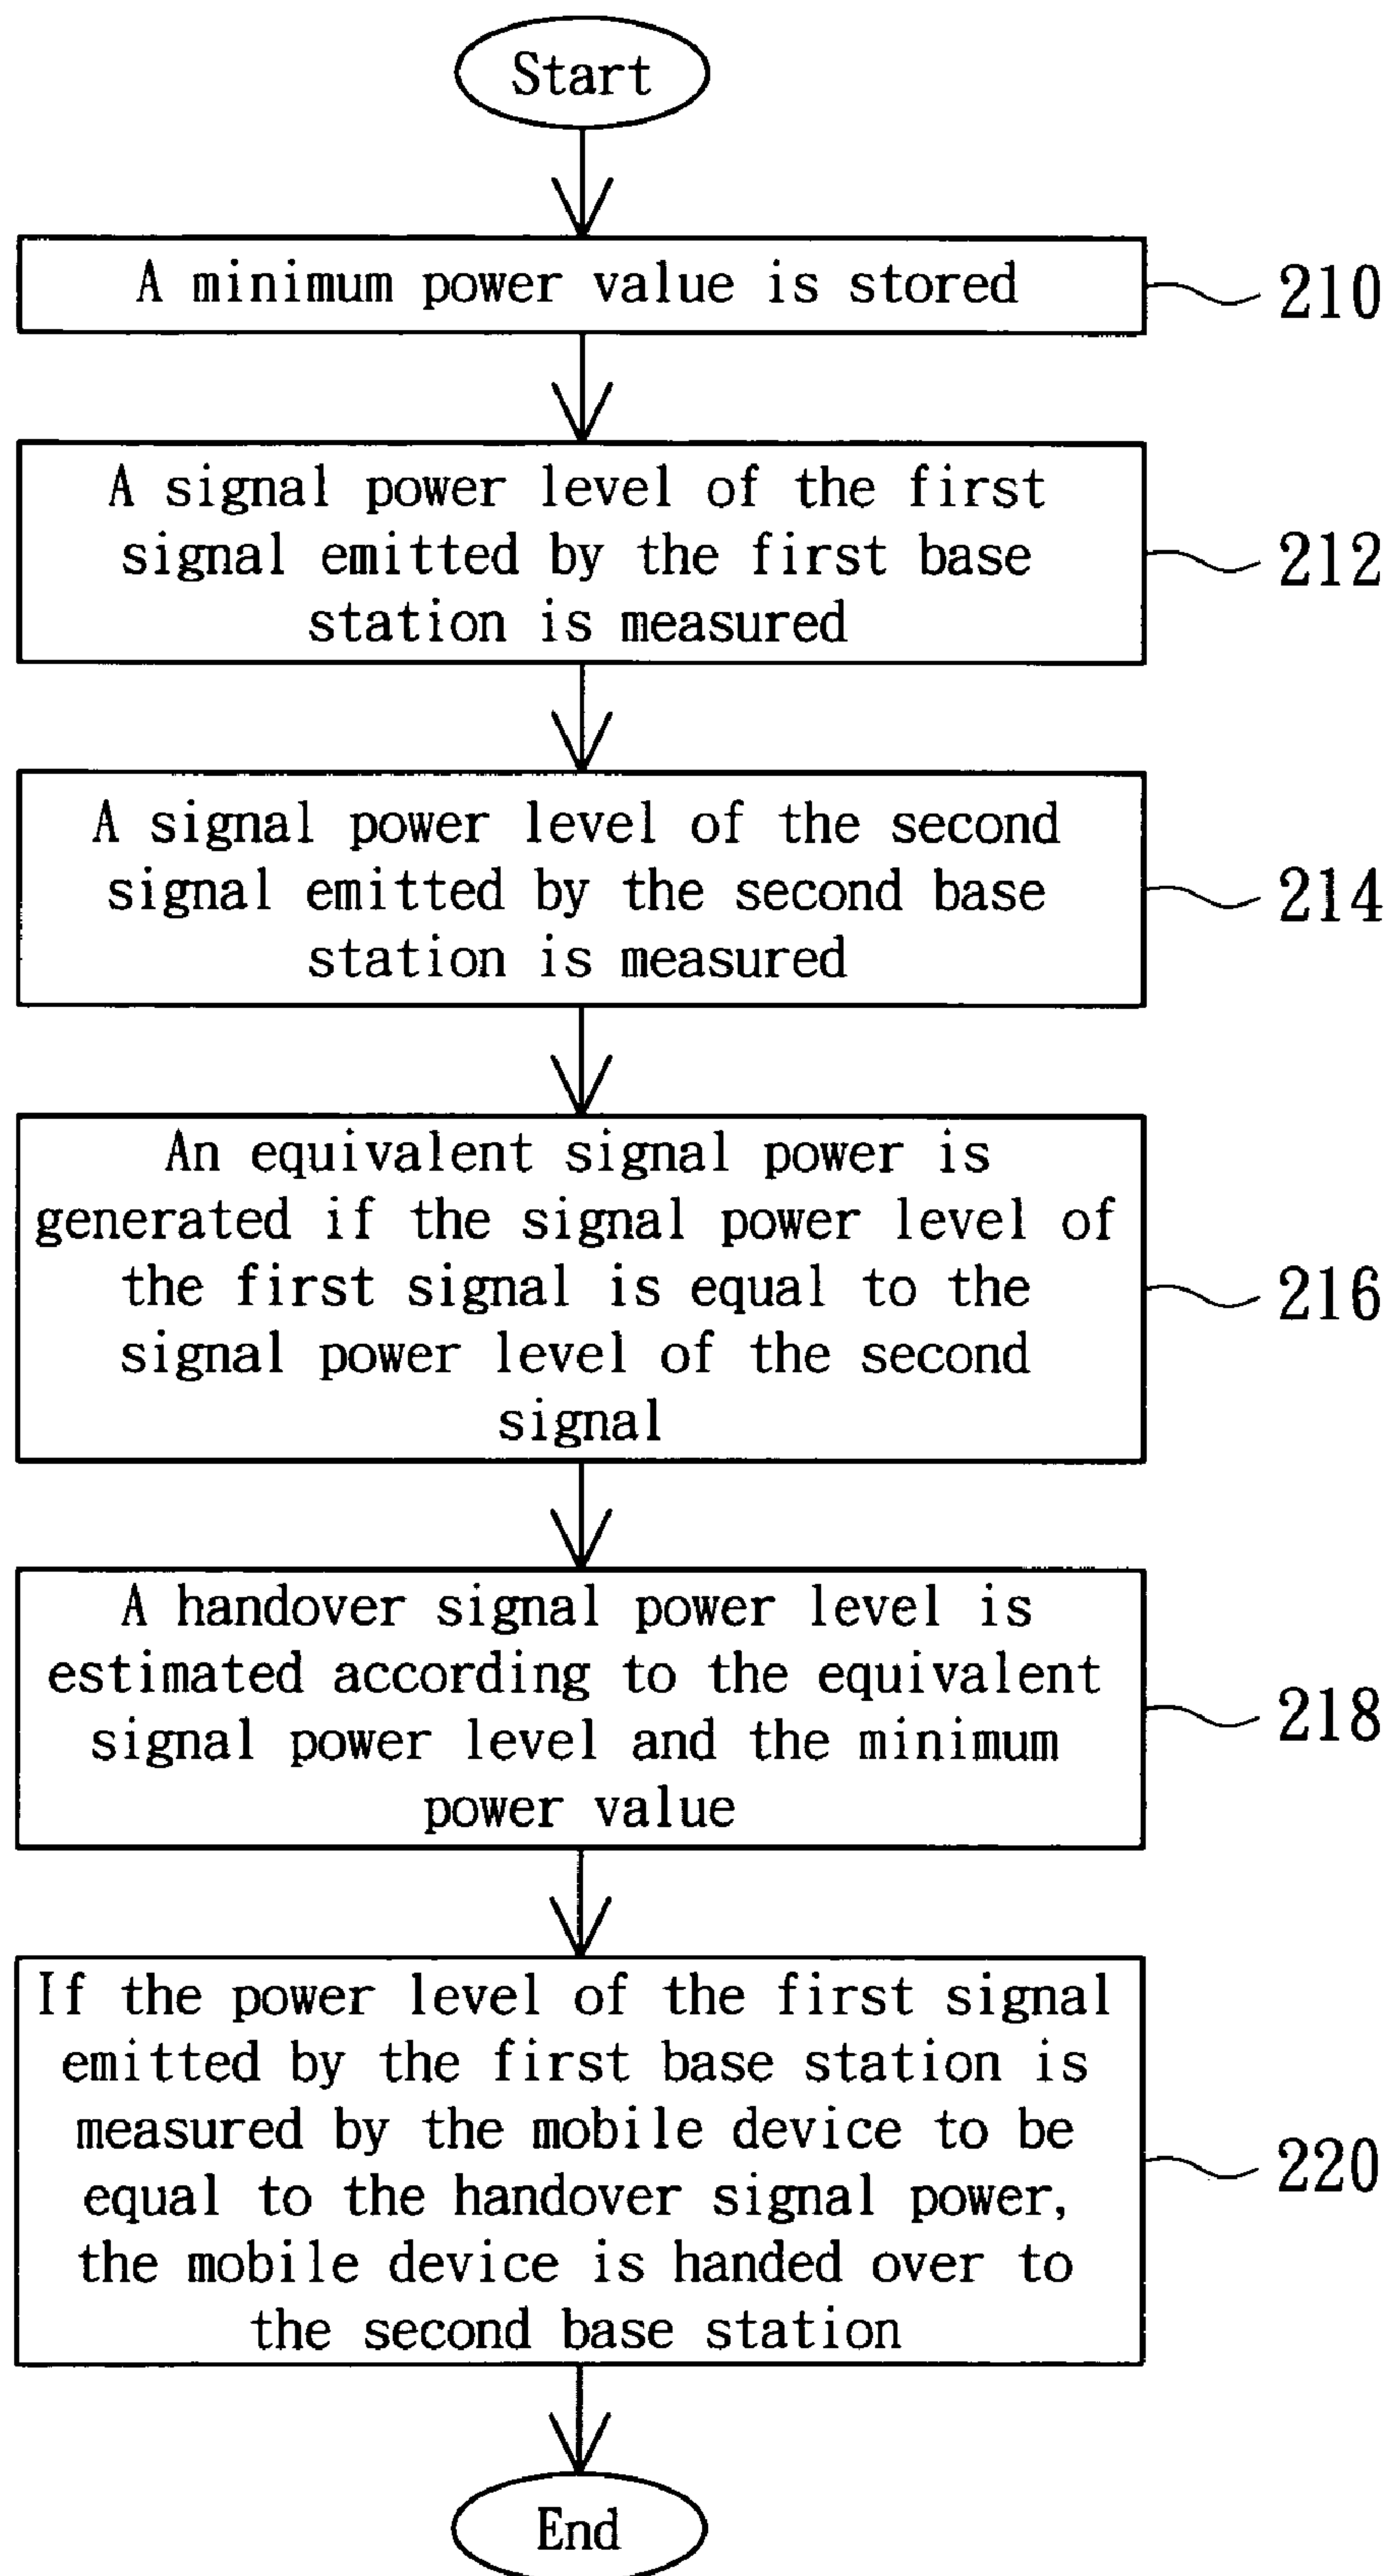 Start
A minimum power value is stored
210
A signal power level of the first
signal emitted by the first base
station is measured
212
A signal power level of the second
signal emitted by the second base
station is measured
214
An equivalent signal power is
generated if the signal power level of
the first signal is equal to the
signal power level of the second
signal
216
A handover signal power level is
estimated according to the equivalent
signal power level and the minimum
power value
218
If the power level of the first signal
emitted by the first base station is
measured by the mobile device to be
equal to the handover signal power,
the mobile device is handed over to
the second base station
220
End